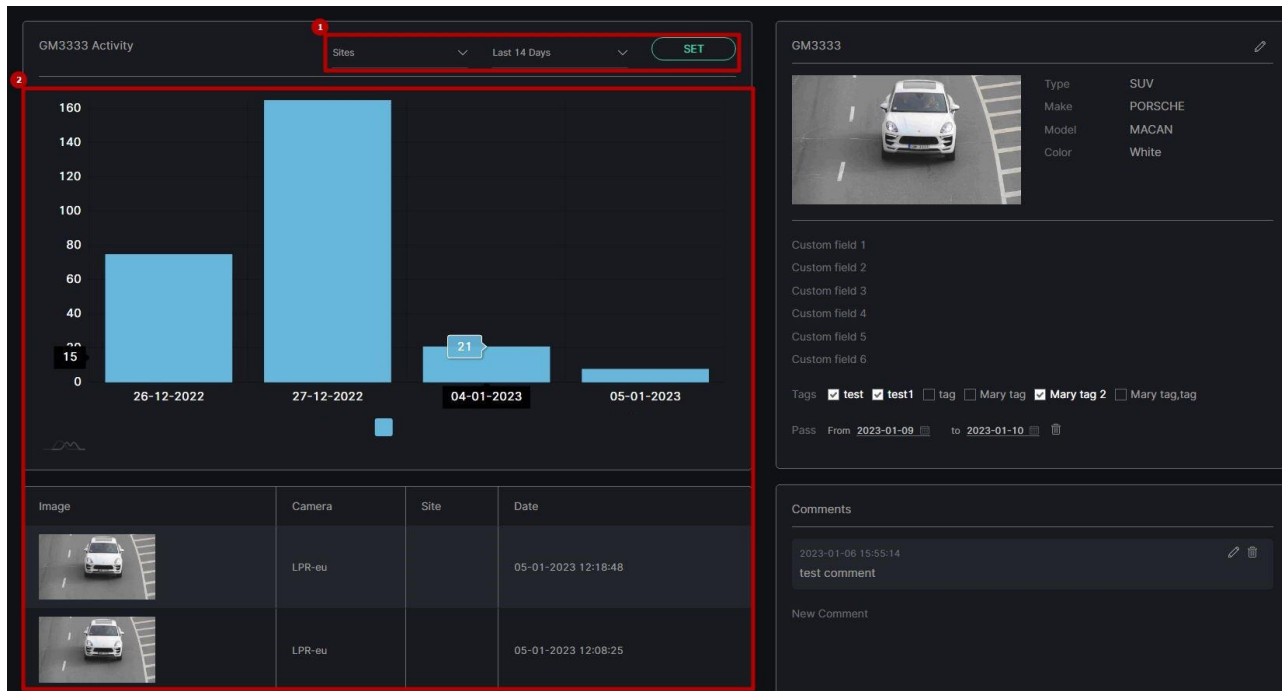 1
GM3333 Activity
Sites
Last 14 Days
SET
2
160
140
120
100
80
60
40
20
15
0
21
26-12-2022
27-12-2022
04-01-2023
05-01-2023
Image Camera Site Date
LPR-eu 05-01-2023 12:18:48
LPR-eu 05-01-2023 12:08:25
GM3333
Type SUV
Make PORSCHE
Model MACAN
Color White
Custom field 1
Custom field 2
Custom field 3
Custom field 4
Custom field 5
Custom field 6
Tags test test1 tag Mary tag Mary tag 2 Mary tag,tag
Pass From 2023-01-09 to 2023-01-10
Comments
2023-01-06 15:55:14
test comment
New Comment